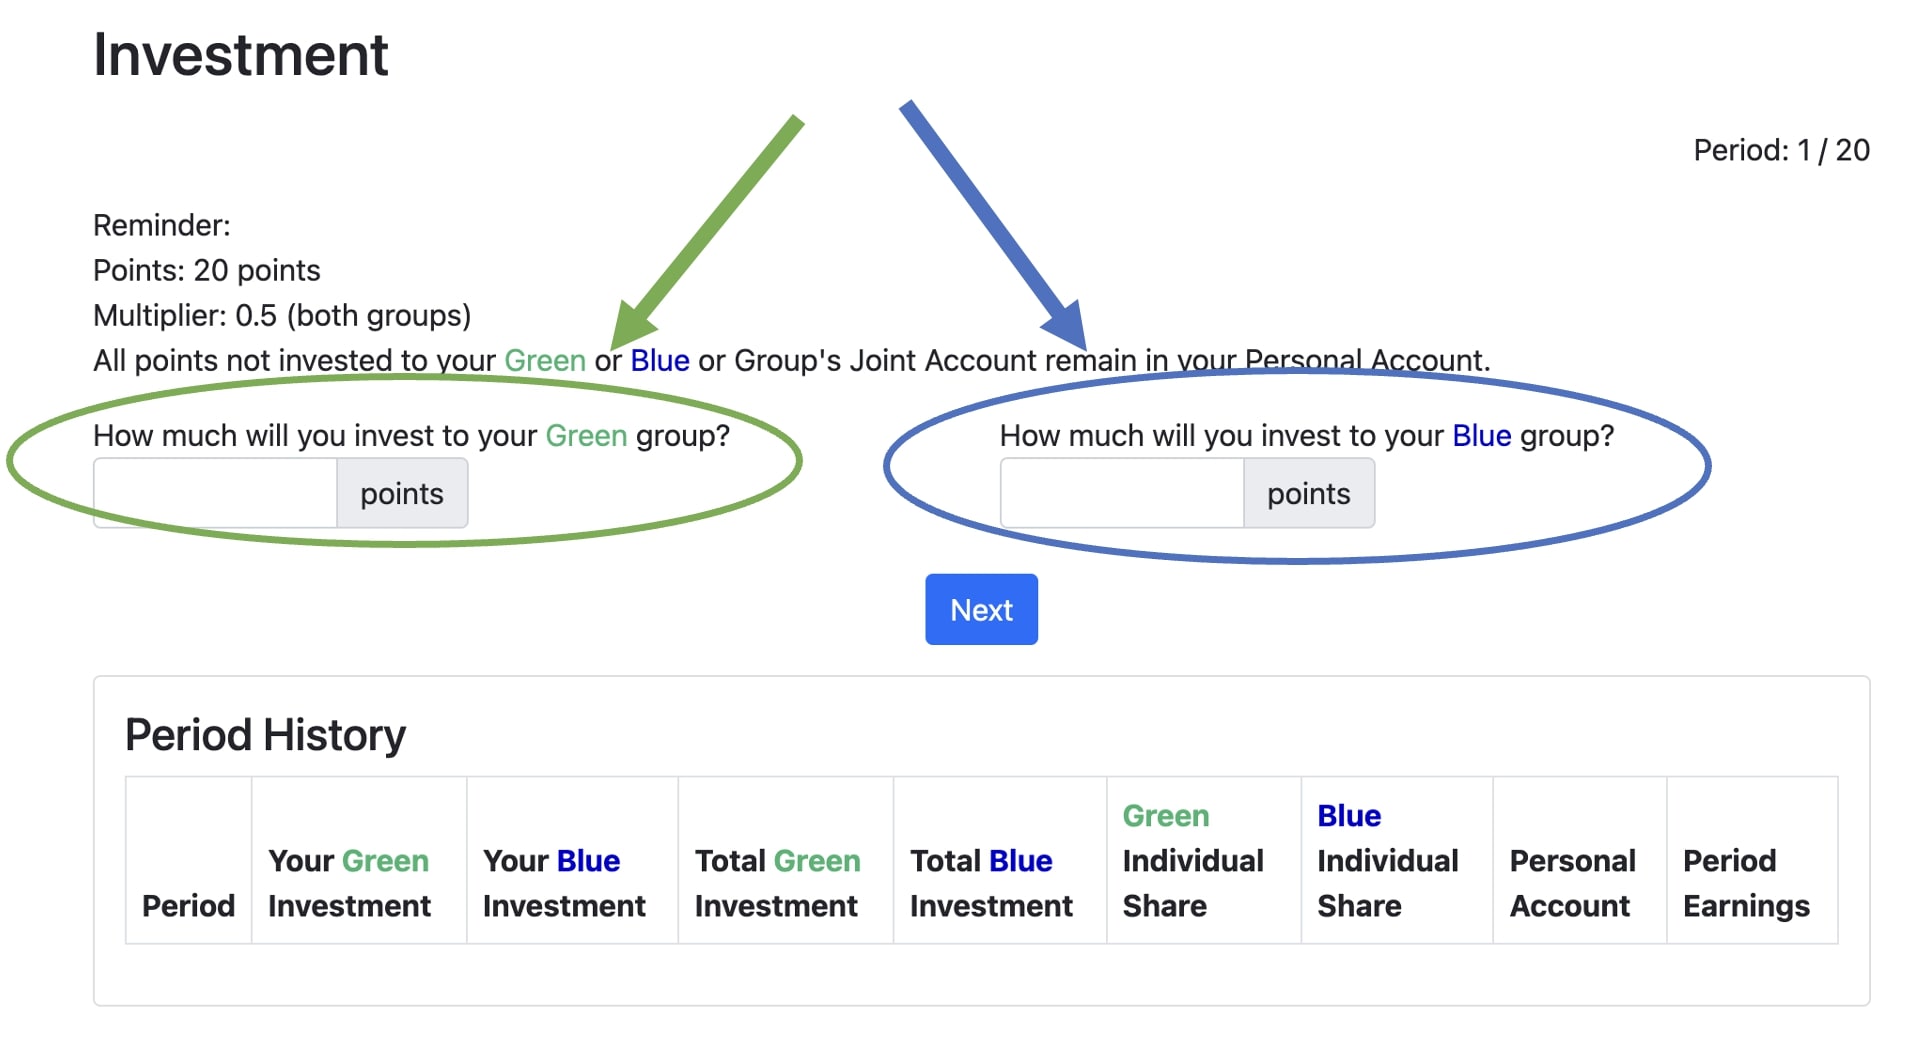 Investment
Period: 1 / 20
Reminder:
Points: 20 points
Multiplier: 0.5 (both groups)
All points not invested to your Green or Blue or Group's Joint Account remain in your Personal Account.
How much will you invest to your Green group?
points
How much will you invest to your Blue group?
points
Next
Period History
Period
Your Green
Investment
Your Blue
Investment
Total Green
Investment
Total Blue
Investment
Green
Individual
Share
Blue
Individual
Share
Personal
Account
Period
Earnings